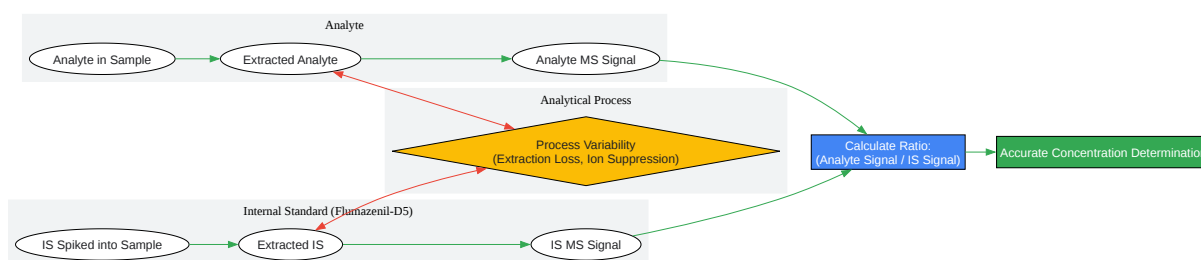 Analyte
Analyte in Sample
Extracted Analyte
Analyte MS Signal
Analytical Process
Process Variability
(Extraction Loss, Ion Suppression)
Calculate Ratio:
(Analyte Signal / IS Signal)
Accurate Concentration Determination
Internal Standard (Flumazenil-D5)
IS Spiked into Sample
Extracted IS
IS MS Signal